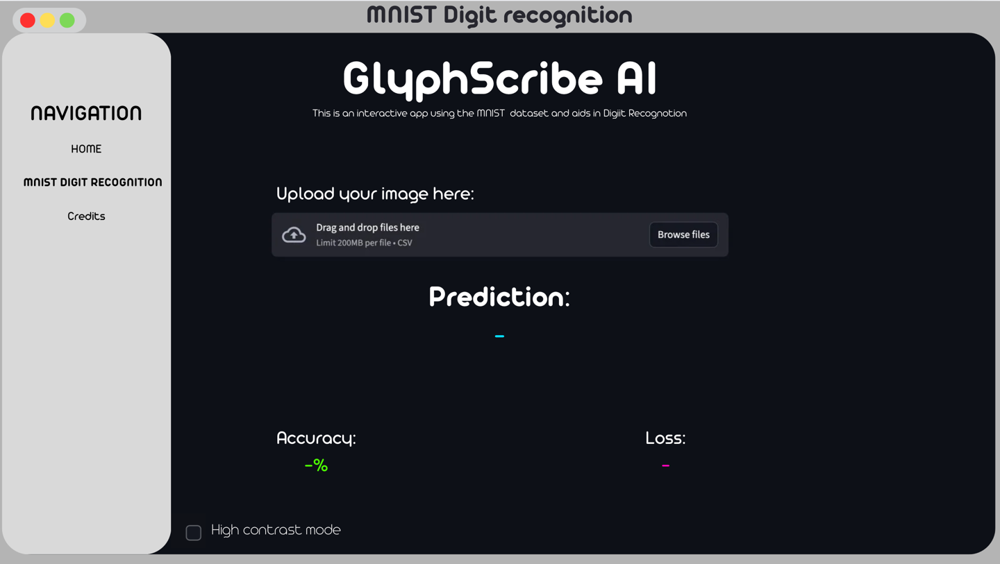 MNIST Digit recognition
GlyphScribe AI
This is an interactive app using the MNIST dataset and aids in Digiit Recognotion
NAVIGATION
HOME
MNIST DIGIT RECOGNITION
Credits
Upload your image here:
Drag and drop files here
Limit 200MB per file • CSV
Browse files
Prediction:
-
Accuracy:
-%
Loss:
-
High contrast mode